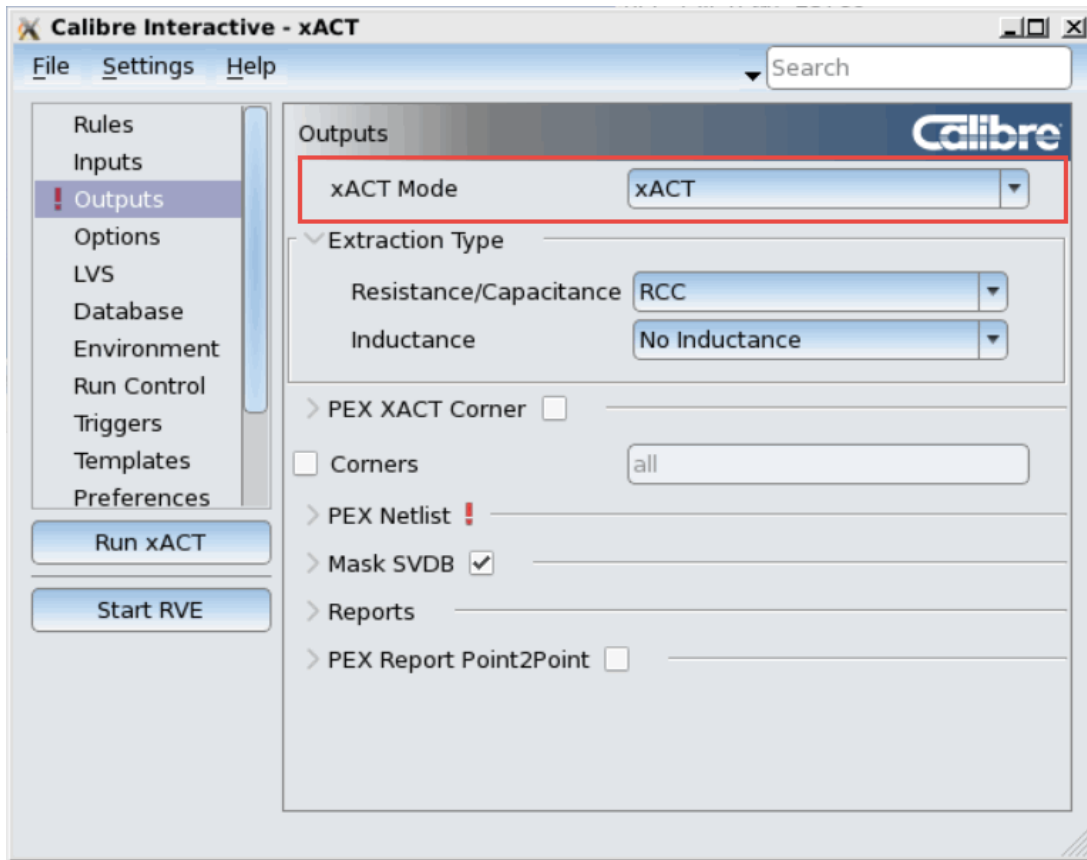 Calibre Interactive - xACT
File Settings Help
Search
Rules
Inputs
! Outputs
Options
LVS
Database
Environment
Run Control
Triggers
Templates
Preferences
Run xACT
Start RVE
Outputs
Calibre
xACT Mode xACT
Extraction Type
Resistance/Capacitance RCC
Inductance No Inductance
PEX XACT Corner
Corners all
PEX Netlist !
Mask SVDB
Reports
PEX Report Point2Point